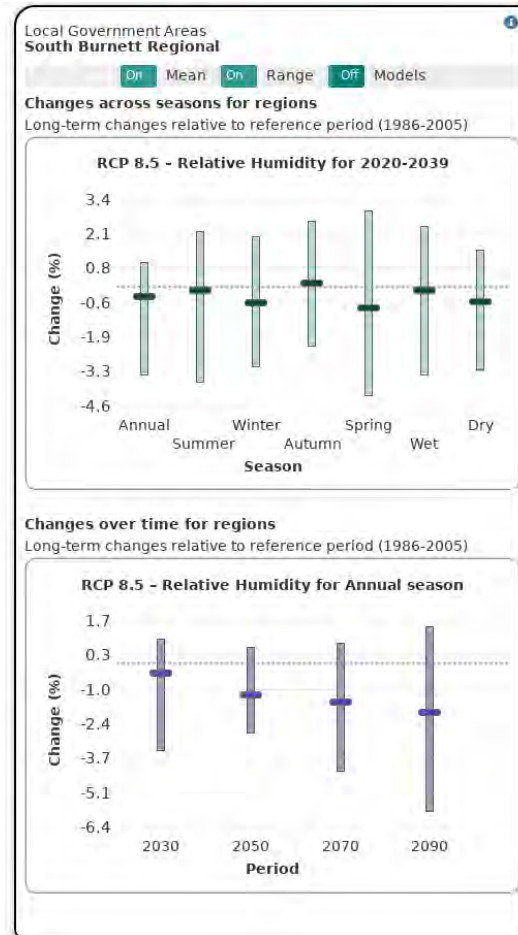 Local Government Areas
South Burnett Regional
On Mean On Range Off Models
Changes across seasons for regions
Long-term changes relative to reference period (1986-2005)
RCP 8.5 – Relative Humidity for 2020-2039
Change (%)
3.4
2.1
0.8
-0.6
-1.9
-3.3
-4.6
Annual Winter Spring Dry
Summer Autumn Wet
Season
Changes over time for regions
Long-term changes relative to reference period (1986-2005)
RCP 8.5 – Relative Humidity for Annual season
Change (%)
1.7
0.3
-1.0
-2.4
-3.7
-5.1
-6.4
2030 2050 2070 2090
Period